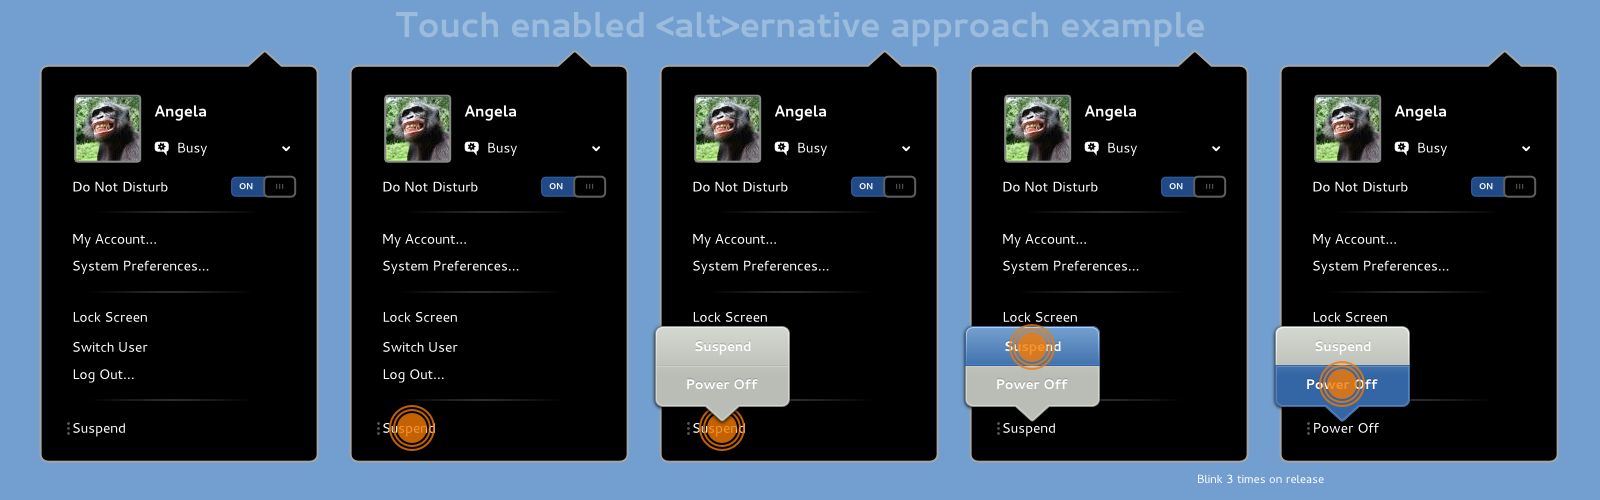 Touch enabled <alt>ernative approach example
Angela
Busy
Do Not Disturb ON
My Account...
System Preferences...
Lock Screen
Switch User
Log Out...
Suspend
Angela
Busy
Do Not Disturb ON
My Account...
System Preferences...
Lock Screen
Switch User
Log Out...
Suspend
Angela
Busy
Do Not Disturb ON
My Account...
System Preferences...
Lock Screen
Suspend
Power Off
Suspend
Angela
Busy
Do Not Disturb ON
My Account...
System Preferences...
Lock Screen
Suspend
Power Off
Suspend
Angela
Busy
Do Not Disturb ON
My Account...
System Preferences...
Lock Screen
Suspend
Power Off
Power Off
Blink 3 times on release